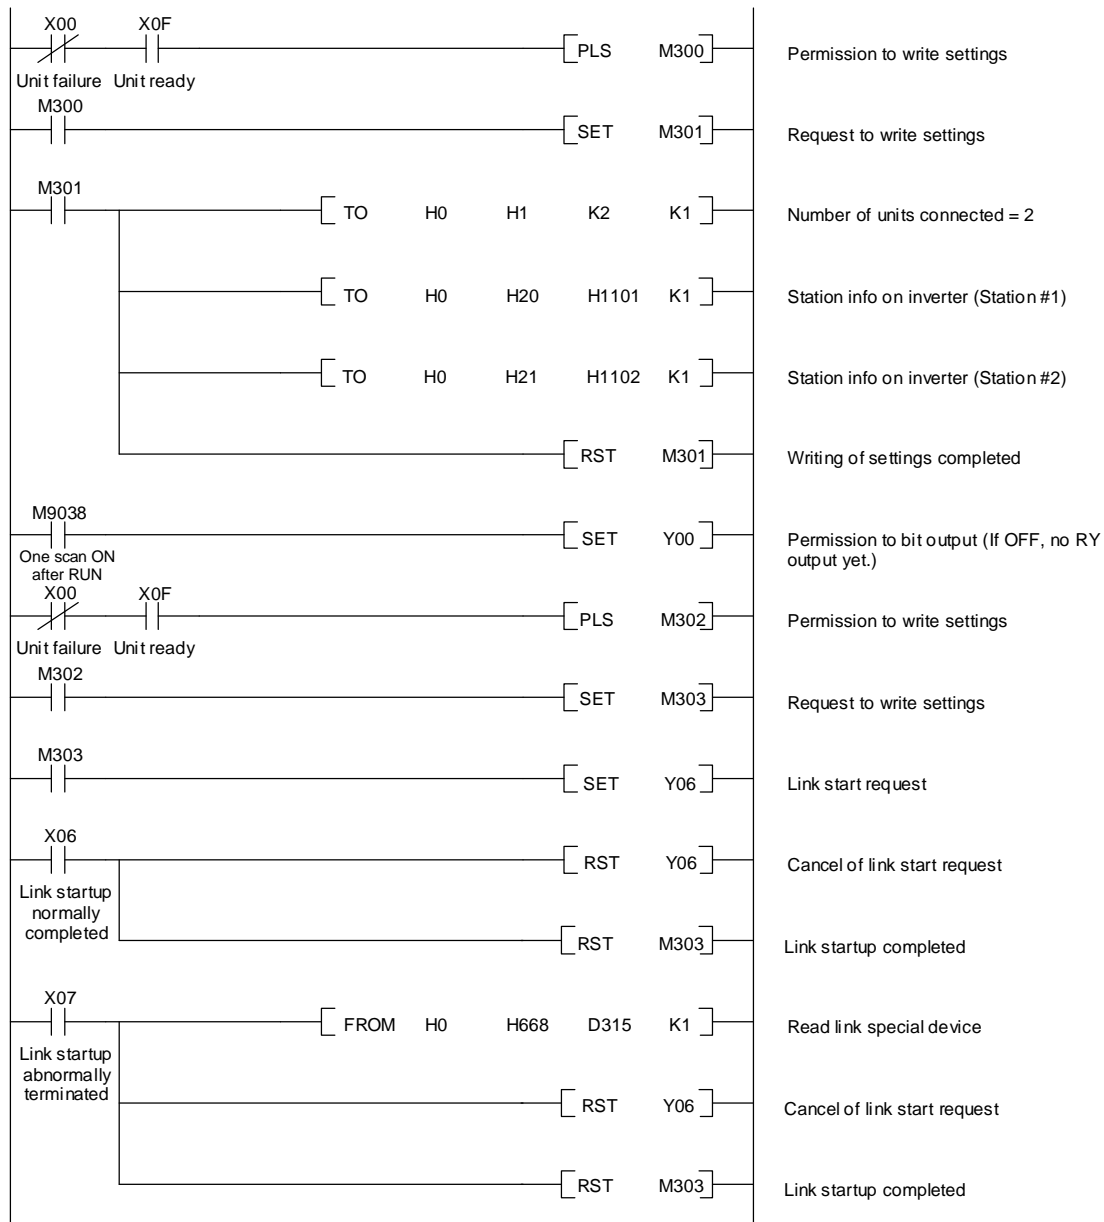 X00 X0F
PLS M300 Permission to write settings
Unit failure Unit ready
M300
SET M301 Request to write settings
M301
TO H0 H1 K2 K1 Number of units connected = 2
TO H0 H20 H1101 K1 Station info on inverter (Station #1)
TO H0 H21 H1102 K1 Station info on inverter (Station #2)
RST M301 Writing of settings completed
M9038
SET Y00 Permission to bit output (If OFF, no RY
output yet.)
One scan ON
after RUN
X00 X0F
PLS M302 Permission to write settings
Unit failure Unit ready
M302
SET M303 Request to write settings
M303
SET Y06 Link start request
X06
RST Y06 Cancel of link start request
Link startup
normally
completed
RST M303 Link startup completed
X07
FROM H0 H668 D315 K1 Read link special device
Link startup
abnormally
terminated
RST Y06 Cancel of link start request
RST M303 Link startup completed